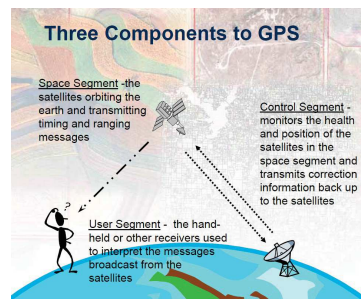 Three Components to GPS
Space Segment -the
satellites orbiting the
earth and transmitting
timing and ranging
messages
Control Segment -
monitors the health
and position of the
satellites in the
space segment and
transmits correction
information back up
to the satellites
?
User Segment - the hand-
held or other receivers used
to interpret the messages
broadcast from the
satellites